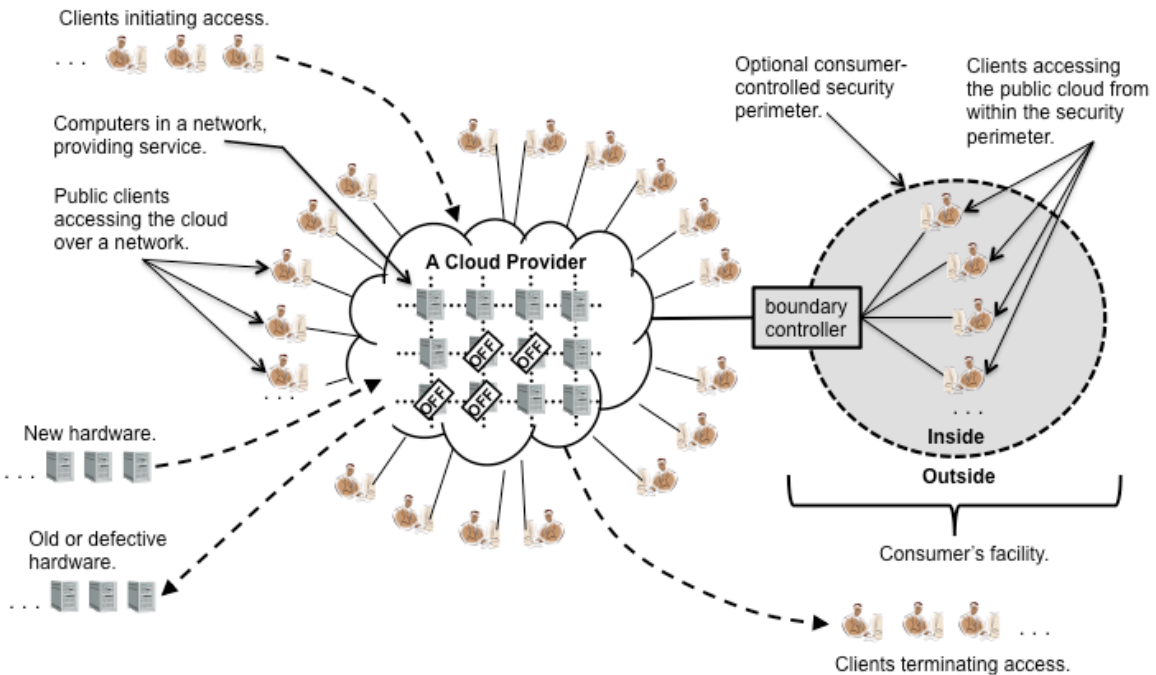 Clients initiating access.
. . .
Computers in a network,
providing service.
Public clients
accessing the cloud
over a network.
. . . .
New hardware.
. . .
Old or defective
hardware.
. . .
A Cloud Provider
OFF
OFF
OFF
OFF
Optional consumer-
controlled security
perimeter.
Clients accessing
the public cloud from
within the security
perimeter.
boundary
controller
. . .
Inside
Outside
Consumer’s facility.
. . .
Clients terminating access.